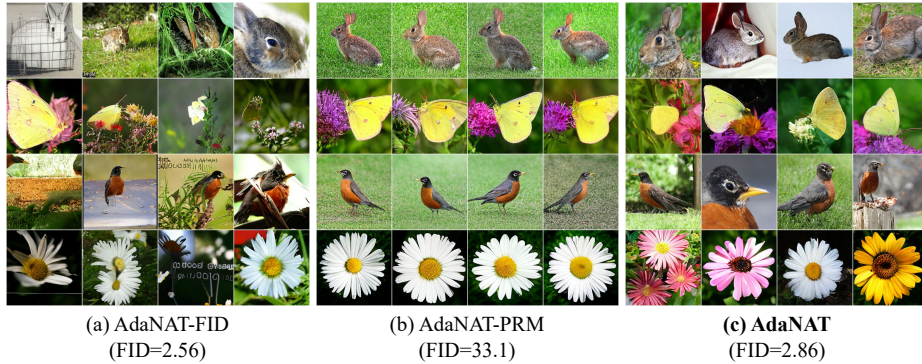 (a) AdaNAT-FID
(FID=2.56)
(b) AdaNAT-PRM
(FID=33.1)
(c) AdaNAT
(FID=2.86)